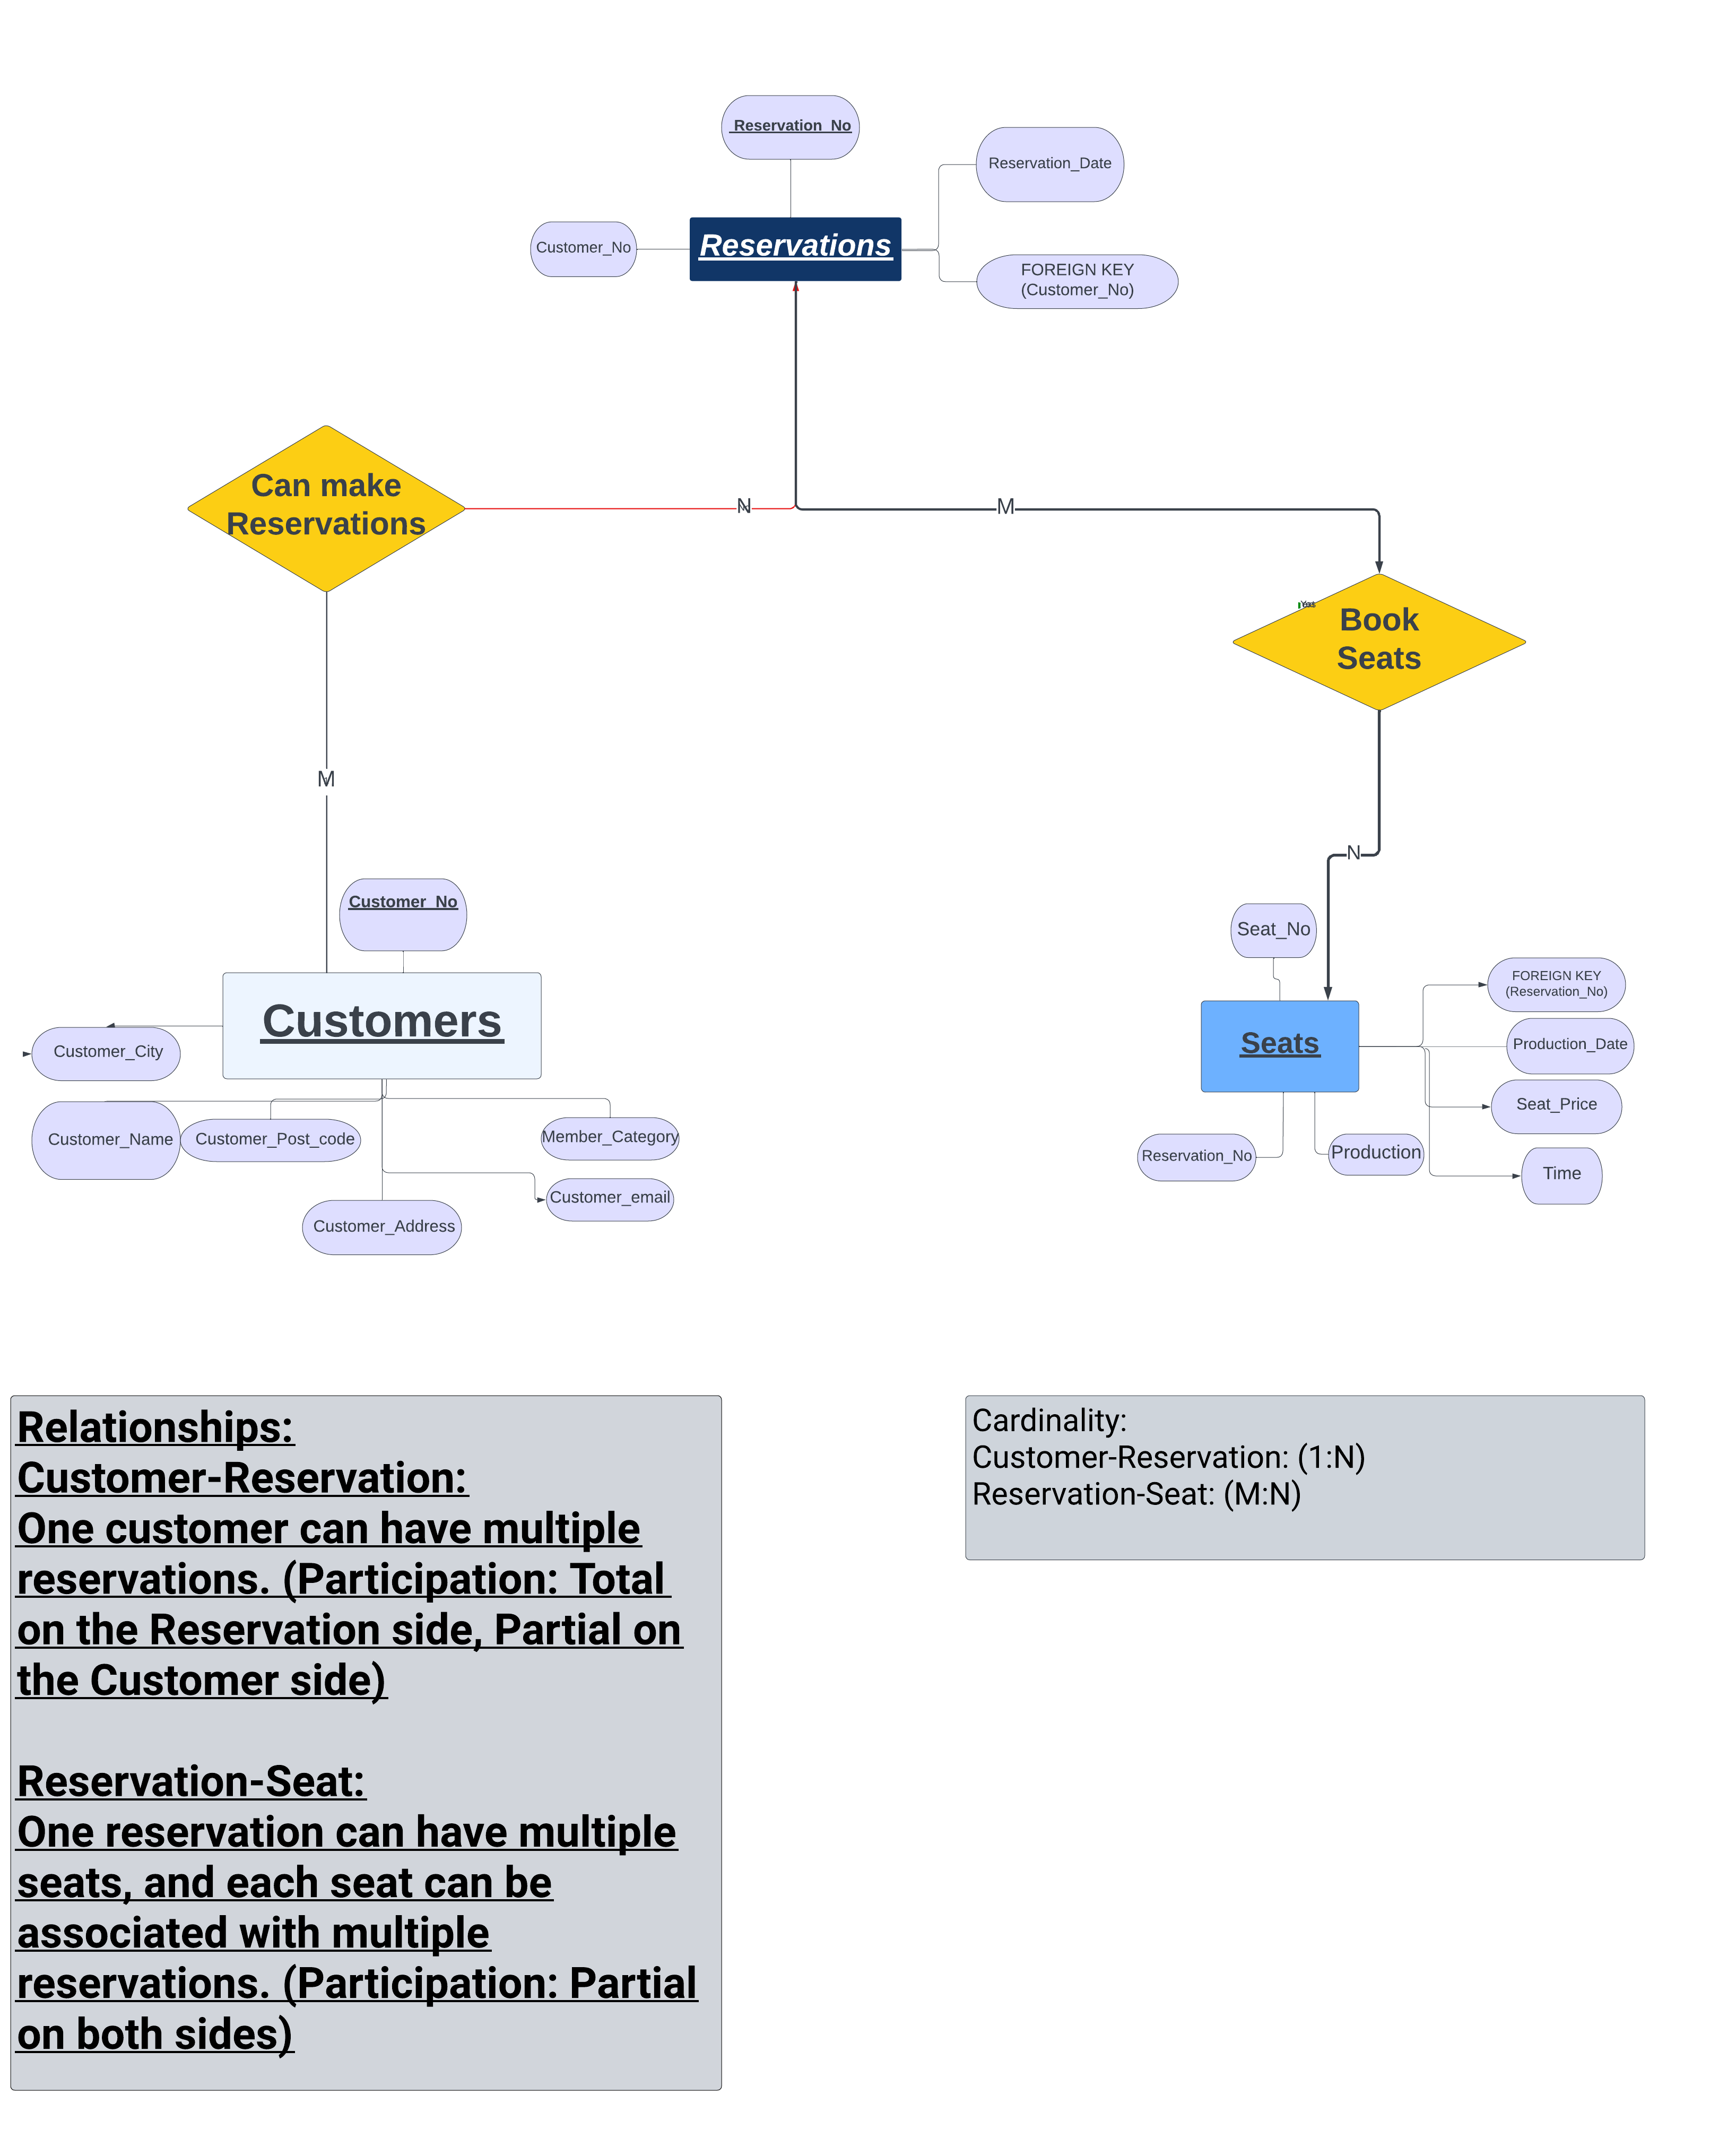 Reservation_No
Reservation_Date
Customer_No
Reservations
FOREIGN KEY
(Customer_No)
Can make
Reservations
N
M
Book
Seats
M
N
Customer_No
Seat_No
Customers
FOREIGN KEY
(Reservation_No)
Customer_City
Seats
Production_Date
Seat_Price
Customer_Name
Customer_Post_code
Member_Category
Reservation_No
Production
Time
Customer_email
Customer_Address
Relationships:
Customer-Reservation:
One customer can have multiple
reservations. (Participation: Total
on the Reservation side, Partial on
the Customer side)
Reservation-Seat:
One reservation can have multiple
seats, and each seat can be
associated with multiple
reservations. (Participation: Partial
on both sides)
Cardinality:
Customer-Reservation: (1:N)
Reservation-Seat: (M:N)